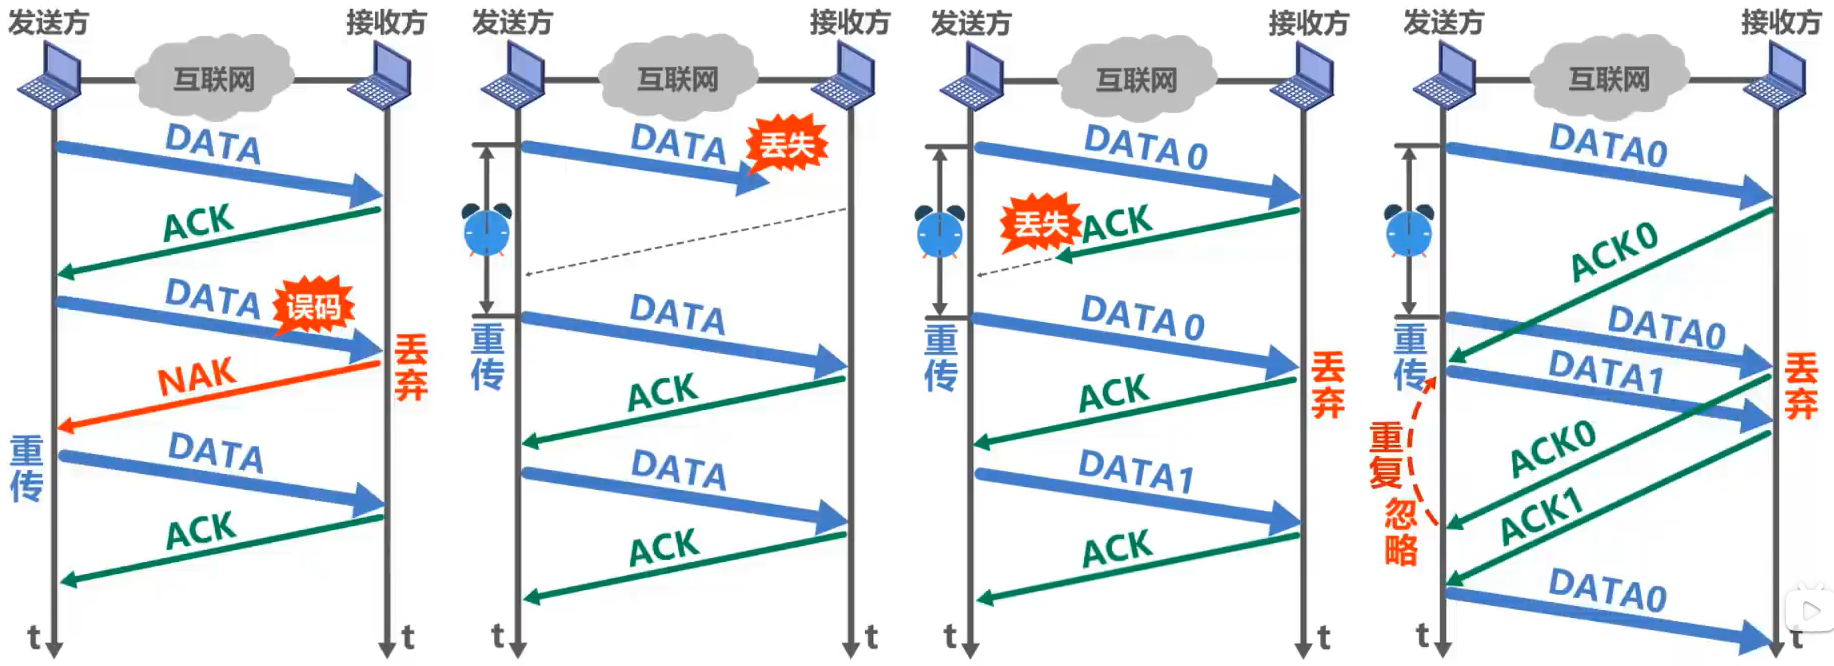 发送方
接收方
互联网
DATA
ACK
DATA
误码
NAK
丢弃
重传
DATA
ACK
t
t
发送方
接收方
互联网
DATA
丢失
重传
DATA
ACK
DATA
ACK
t
t
发送方
接收方
互联网
DATA 0
丢失
ACK
重传
DATA 0
丢弃
ACK
DATA1
ACK
t
t
发送方
接收方
互联网
DATA0
ACK0
重传
DATA0
DATA1
丢弃
重复
忽略
ACK0
ACK1
DATA0
t
t